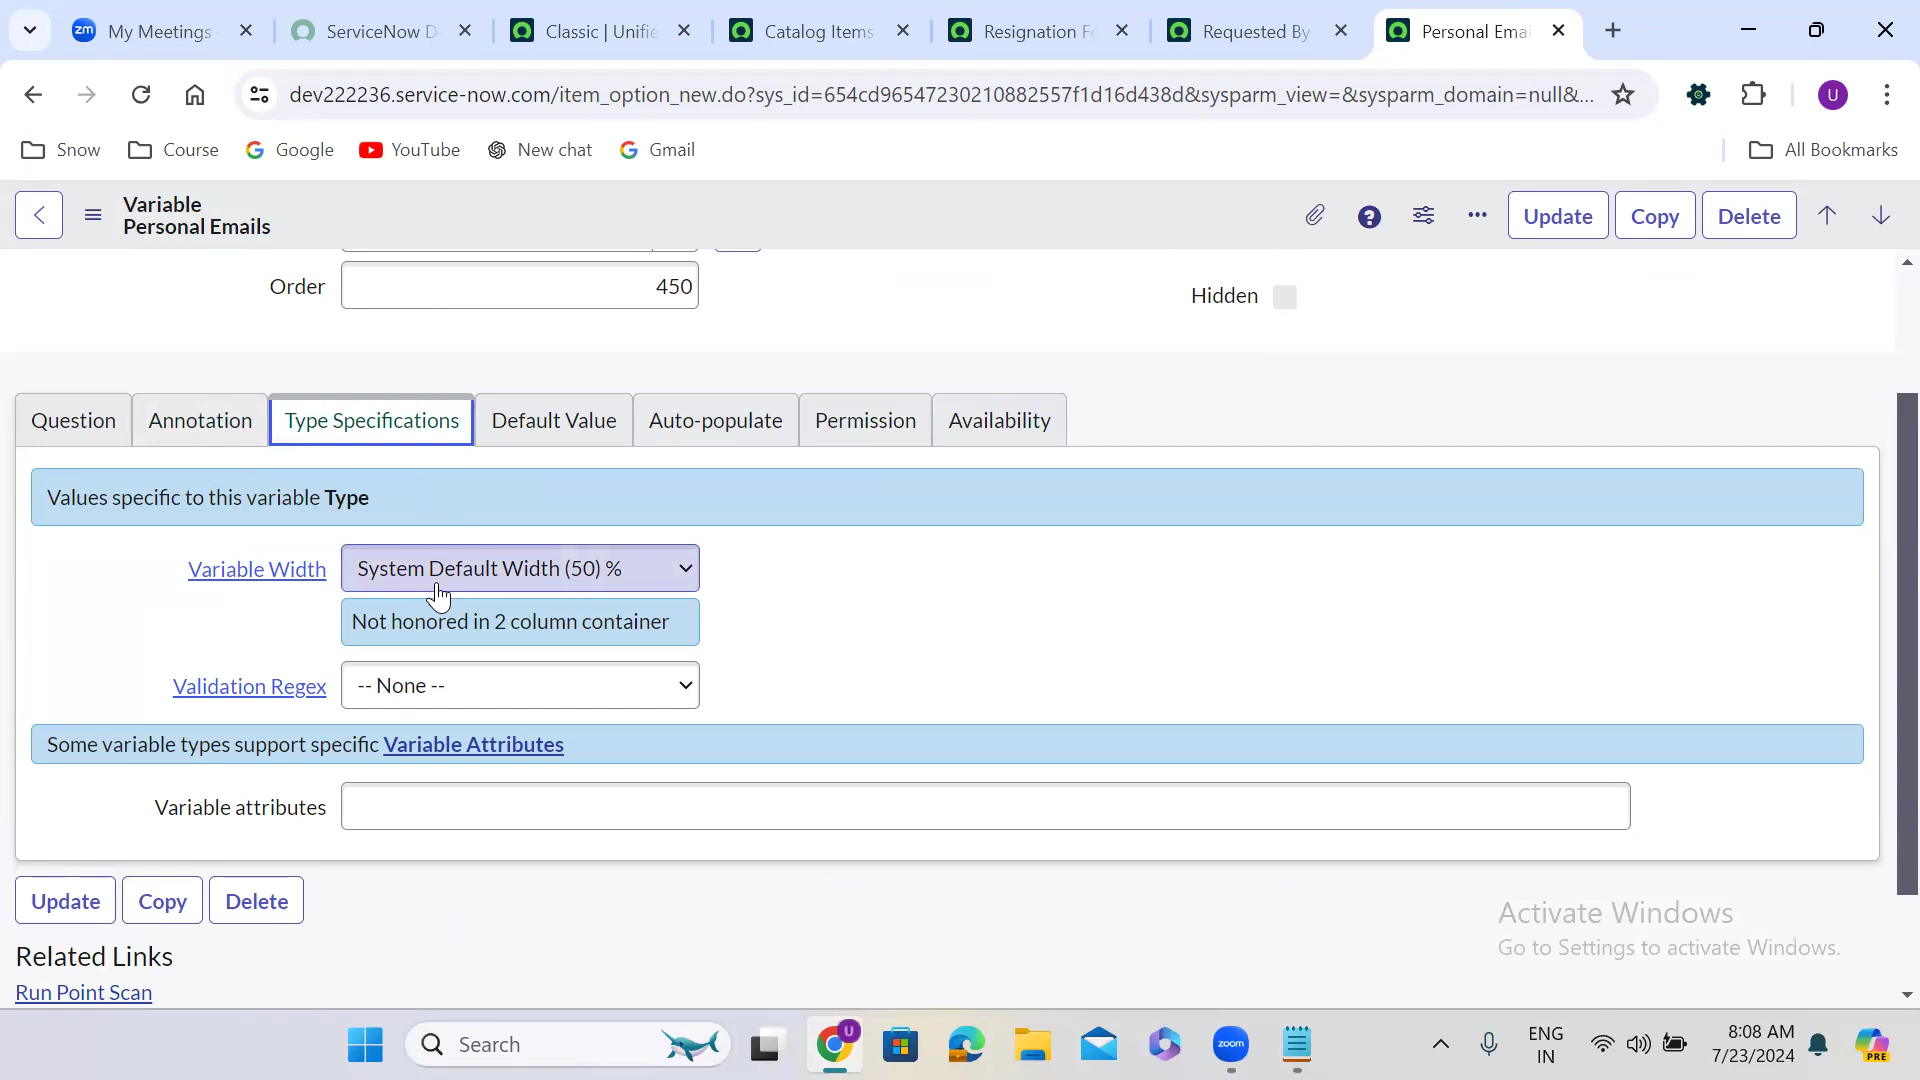 My Meetings
ServiceNow D
Classic | Unifie
Catalog Items
Resignation Fo
Requested By
Personal Emai
dev222236.service-now.com/item_option_new.do?sys_id=654cd96547230210882557f1d16d438d&sysparm_view=&sysparm_domain=null&...
U
Snow
Course
Google
YouTube
New chat
Gmail
All Bookmarks
Variable
Personal Emails
Update
Copy
Delete
Order
450
Hidden
Question
Annotation
Type Specifications
Default Value
Auto-populate
Permission
Availability
Values specific to this variable Type
Variable Width
System Default Width (50) %
Not honored in 2 column container
Validation Regex
-- None --
Some variable types support specific Variable Attributes
Variable attributes
Update
Copy
Delete
Activate Windows
Go to Settings to activate Windows.
Related Links
Run Point Scan
Search
U
zoom
ENG
IN
8:08 AM
7/23/2024
PRE